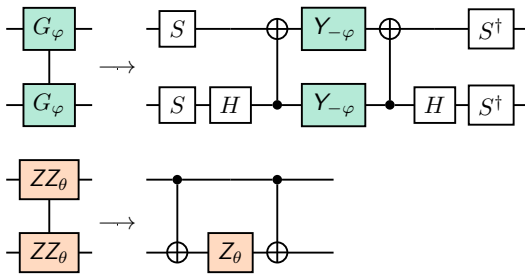 G_φ → S Y_{-φ} S†
G_φ S H Y_{-φ} H S†
ZZ_θ →
ZZ_θ Z_θ